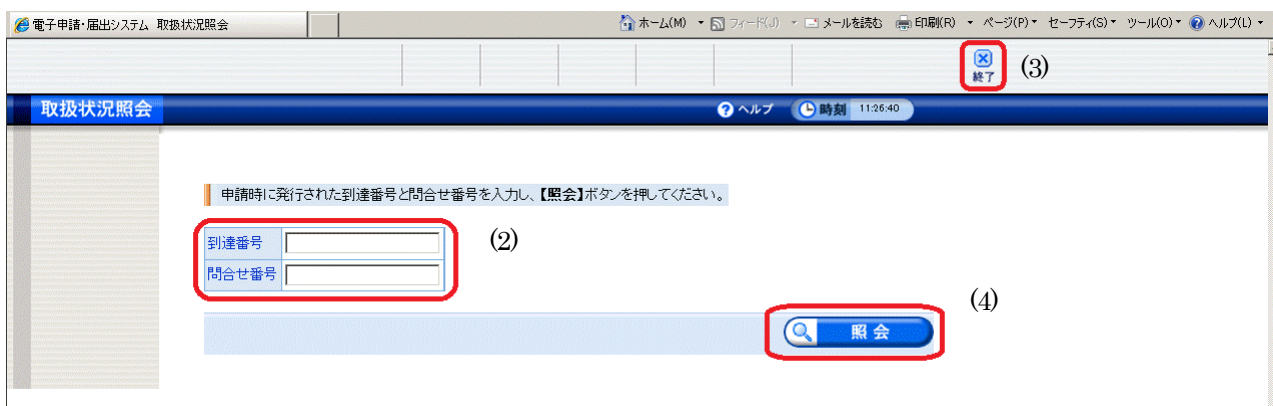 電子申請・届出システム 取扱状況照会 ホーム(M) フィード(J) メールを読む 印刷(R) ページ(P) セーフティ(S) ツール(O) ヘルプ(L)
終了 (3)
取扱状況照会 ヘルプ 時刻 11:26:40
申請時に発行された到達番号と問合せ番号を入力し、【照会】ボタンを押してください。
到達番号 (2)
問合せ番号
(4)
照会